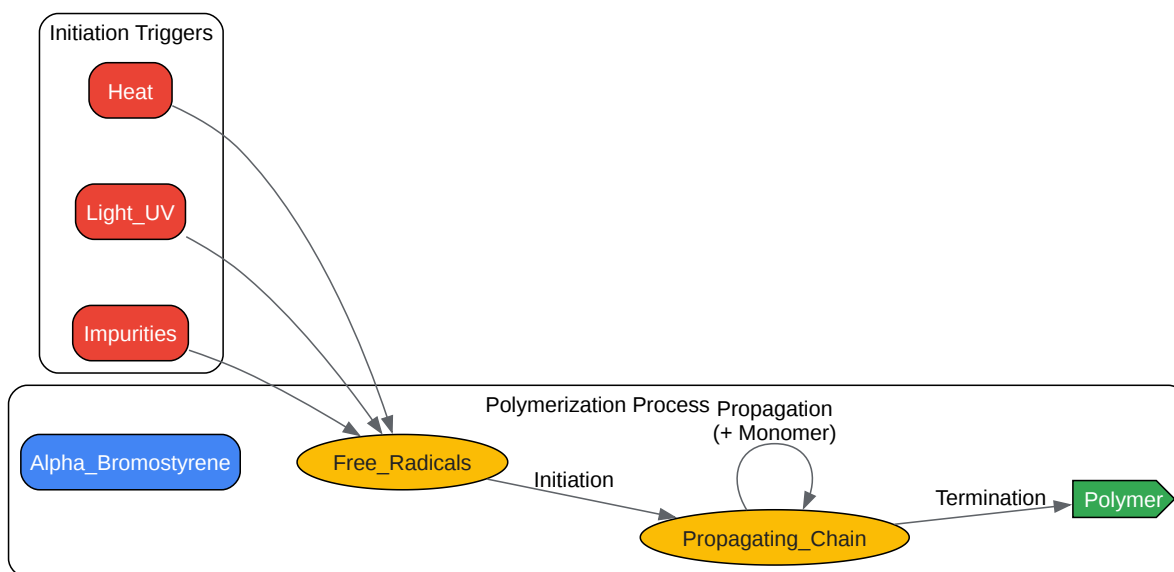 Initiation Triggers
Heat
Light_UV
Impurities
Polymerization Process
Propagation
(+ Monomer)
Alpha_Bromostyrene
Free_Radicals
Initiation
Propagating_Chain
Termination
Polymer